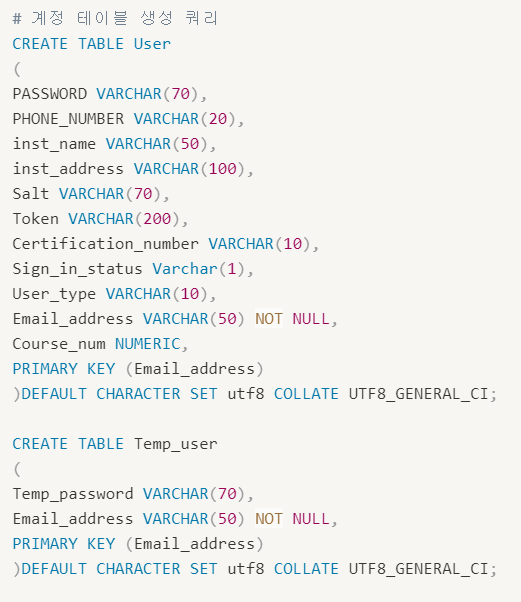 # 계정 테이블 생성 쿼리
CREATE TABLE User
(
PASSWORD VARCHAR(70),
PHONE_NUMBER VARCHAR(20),
inst_name VARCHAR(50),
inst_address VARCHAR(100),
Salt VARCHAR(70),
Token VARCHAR(200),
Certification_number VARCHAR(10),
Sign_in_status Varchar(1),
User_type VARCHAR(10),
Email_address VARCHAR(50) NOT NULL,
Course_num NUMERIC,
PRIMARY KEY (Email_address)
)DEFAULT CHARACTER SET utf8 COLLATE UTF8_GENERAL_CI;
CREATE TABLE Temp_user
(
Temp_password VARCHAR(70),
Email_address VARCHAR(50) NOT NULL,
PRIMARY KEY (Email_address)
)DEFAULT CHARACTER SET utf8 COLLATE UTF8_GENERAL_CI;